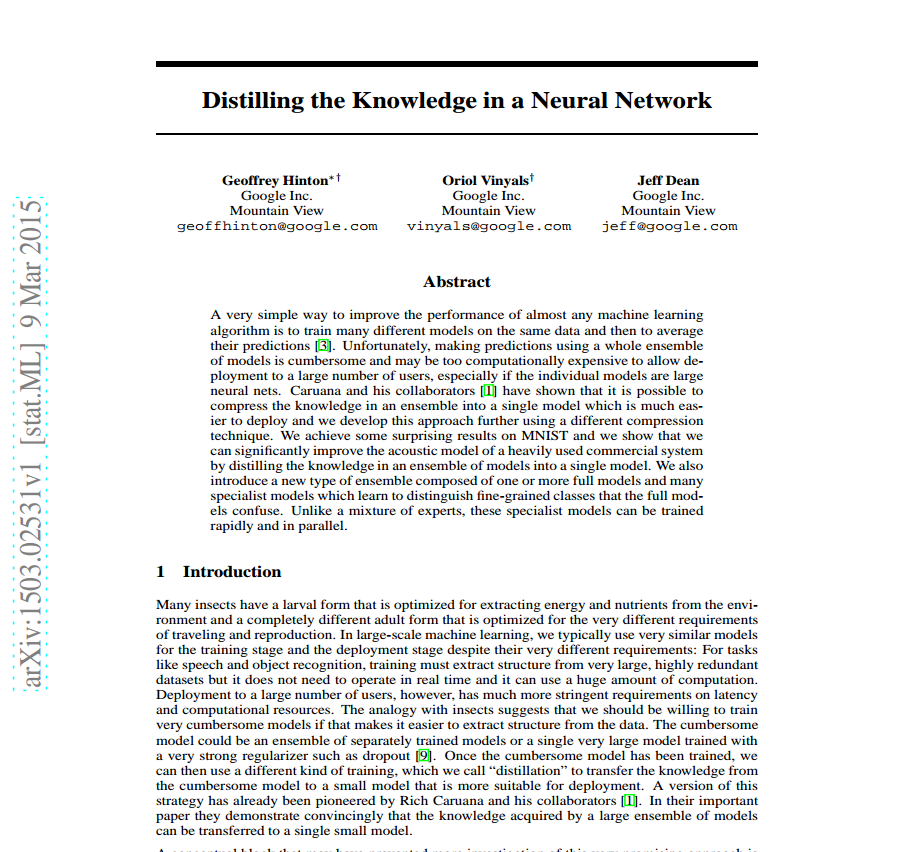 Distilling the Knowledge in a Neural Network
Geoffrey Hinton∗†
Google Inc.
Mountain View
geoffhinton@google.com
Oriol Vinyals†
Google Inc.
Mountain View
vinyals@google.com
Jeff Dean
Google Inc.
Mountain View
jeff@google.com
arXiv:1503.02531v1 [stat.ML] 9 Mar 2015
Abstract
A very simple way to improve the performance of almost any machine learning
algorithm is to train many different models on the same data and then to average
their predictions [3]. Unfortunately, making predictions using a whole ensemble
of models is cumbersome and may be too computationally expensive to allow de-
ployment to a large number of users, especially if the individual models are large
neural nets. Caruana and his collaborators [1] have shown that it is possible to
compress the knowledge in an ensemble into a single model which is much eas-
ier to deploy and we develop this approach further using a different compression
technique. We achieve some surprising results on MNIST and we show that we
can significantly improve the acoustic model of a heavily used commercial system
by distilling the knowledge in an ensemble of models into a single model. We also
introduce a new type of ensemble composed of one or more full models and many
specialist models which learn to distinguish fine-grained classes that the full mod-
els confuse. Unlike a mixture of experts, these specialist models can be trained
rapidly and in parallel.
1 Introduction
Many insects have a larval form that is optimized for extracting energy and nutrients from the envi-
ronment and a completely different adult form that is optimized for the very different requirements
of traveling and reproduction. In large-scale machine learning, we typically use very similar models
for the training stage and the deployment stage despite their very different requirements: For tasks
like speech and object recognition, training must extract structure from very large, highly redundant
datasets but it does not need to operate in real time and it can use a huge amount of computation.
Deployment to a large number of users, however, has much more stringent requirements on latency
and computational resources. The analogy with insects suggests that we should be willing to train
very cumbersome models if that makes it easier to extract structure from the data. The cumbersome
model could be an ensemble of separately trained models or a single very large model trained with
a very strong regularizer such as dropout [9]. Once the cumbersome model has been trained, we
can then use a different kind of training, which we call “distillation” to transfer the knowledge from
the cumbersome model to a small model that is more suitable for deployment. A version of this
strategy has already been pioneered by Rich Caruana and his collaborators [1]. In their important
paper they demonstrate convincingly that the knowledge acquired by a large ensemble of models
can be transferred to a single small model.